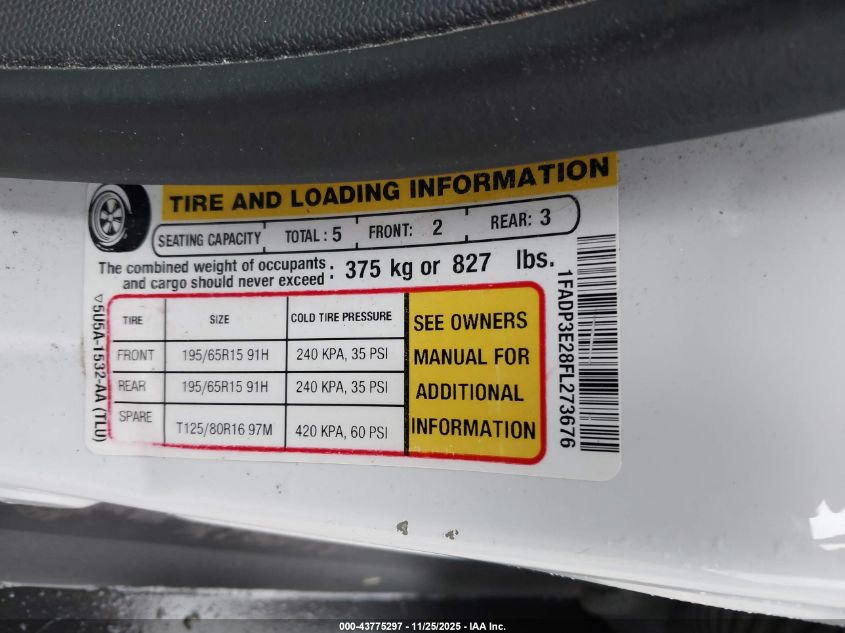 TIRE AND LOADING INFORMATION
SEATING CAPACITY TOTAL : 5 FRONT: 2 REAR: 3
The combined weight of occupants
and cargo should never exceed : 375 kg or 827 lbs.
TIRE SIZE COLD TIRE PRESSURE
FRONT 195/65R15 91H 240 KPA, 35 PSI
REAR 195/65R15 91H 240 KPA, 35 PSI
SPARE T125/80R16 97M 420 KPA, 60 PSI
SEE OWNERS
MANUAL FOR
ADDITIONAL
INFORMATION
5U5A-1532-AA (TLU)
1FADP3E28FL273676
000-43775297 - 11/25/2025 - IAA Inc.